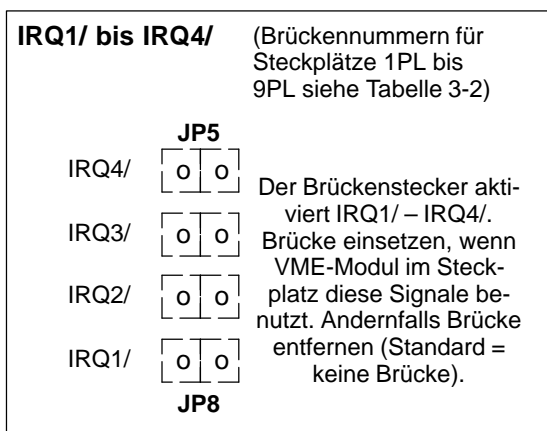 IRQ1/ bis IRQ4/ (Brückennummern für
Steckplätze 1PL bis
9PL siehe Tabelle 3-2)
JP5
IRQ4/ o o
IRQ3/ o o
IRQ2/ o o
IRQ1/ o o
JP8
Der Brückenstecker akti-
viert IRQ1/ – IRQ4/.
Brücke einsetzen, wenn
VME-Modul im Steck-
platz diese Signale be-
nutzt. Andernfalls Brücke
entfernen (Standard =
keine Brücke).